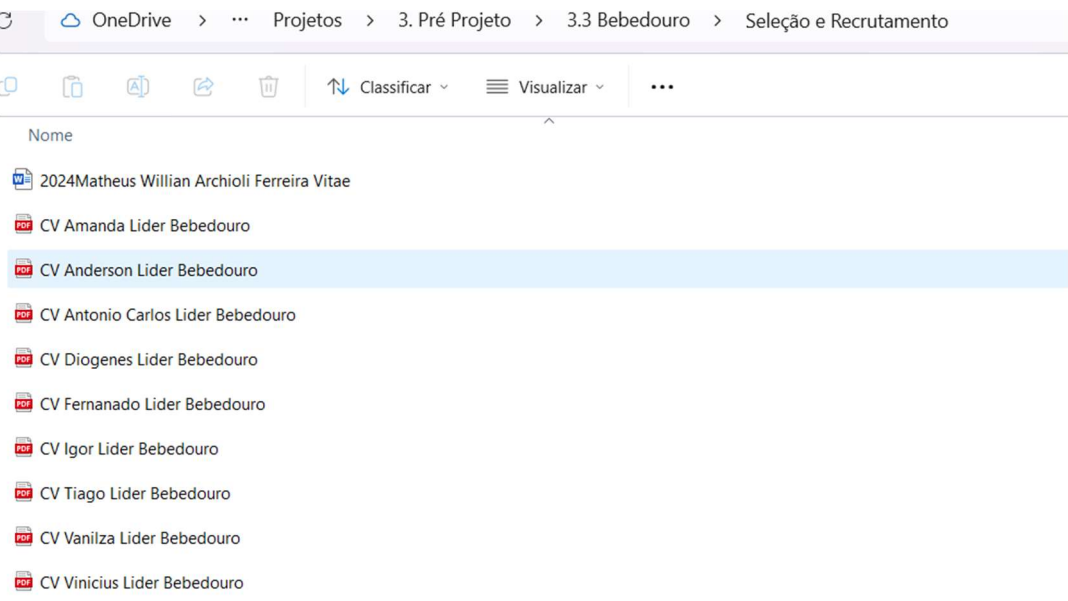 OneDrive > ... Projetos > 3. Pré Projeto > 3.3 Bebedouro > Seleção e Recrutamento
Classificar Visualizar ...
Nome
2024Matheus Willian Archioli Ferreira Vitae
CV Amanda Lider Bebedouro
CV Anderson Lider Bebedouro
CV Antonio Carlos Lider Bebedouro
CV Diogenes Lider Bebedouro
CV Fernanado Lider Bebedouro
CV Igor Lider Bebedouro
CV Tiago Lider Bebedouro
CV Vanilza Lider Bebedouro
CV Vinicius Lider Bebedouro